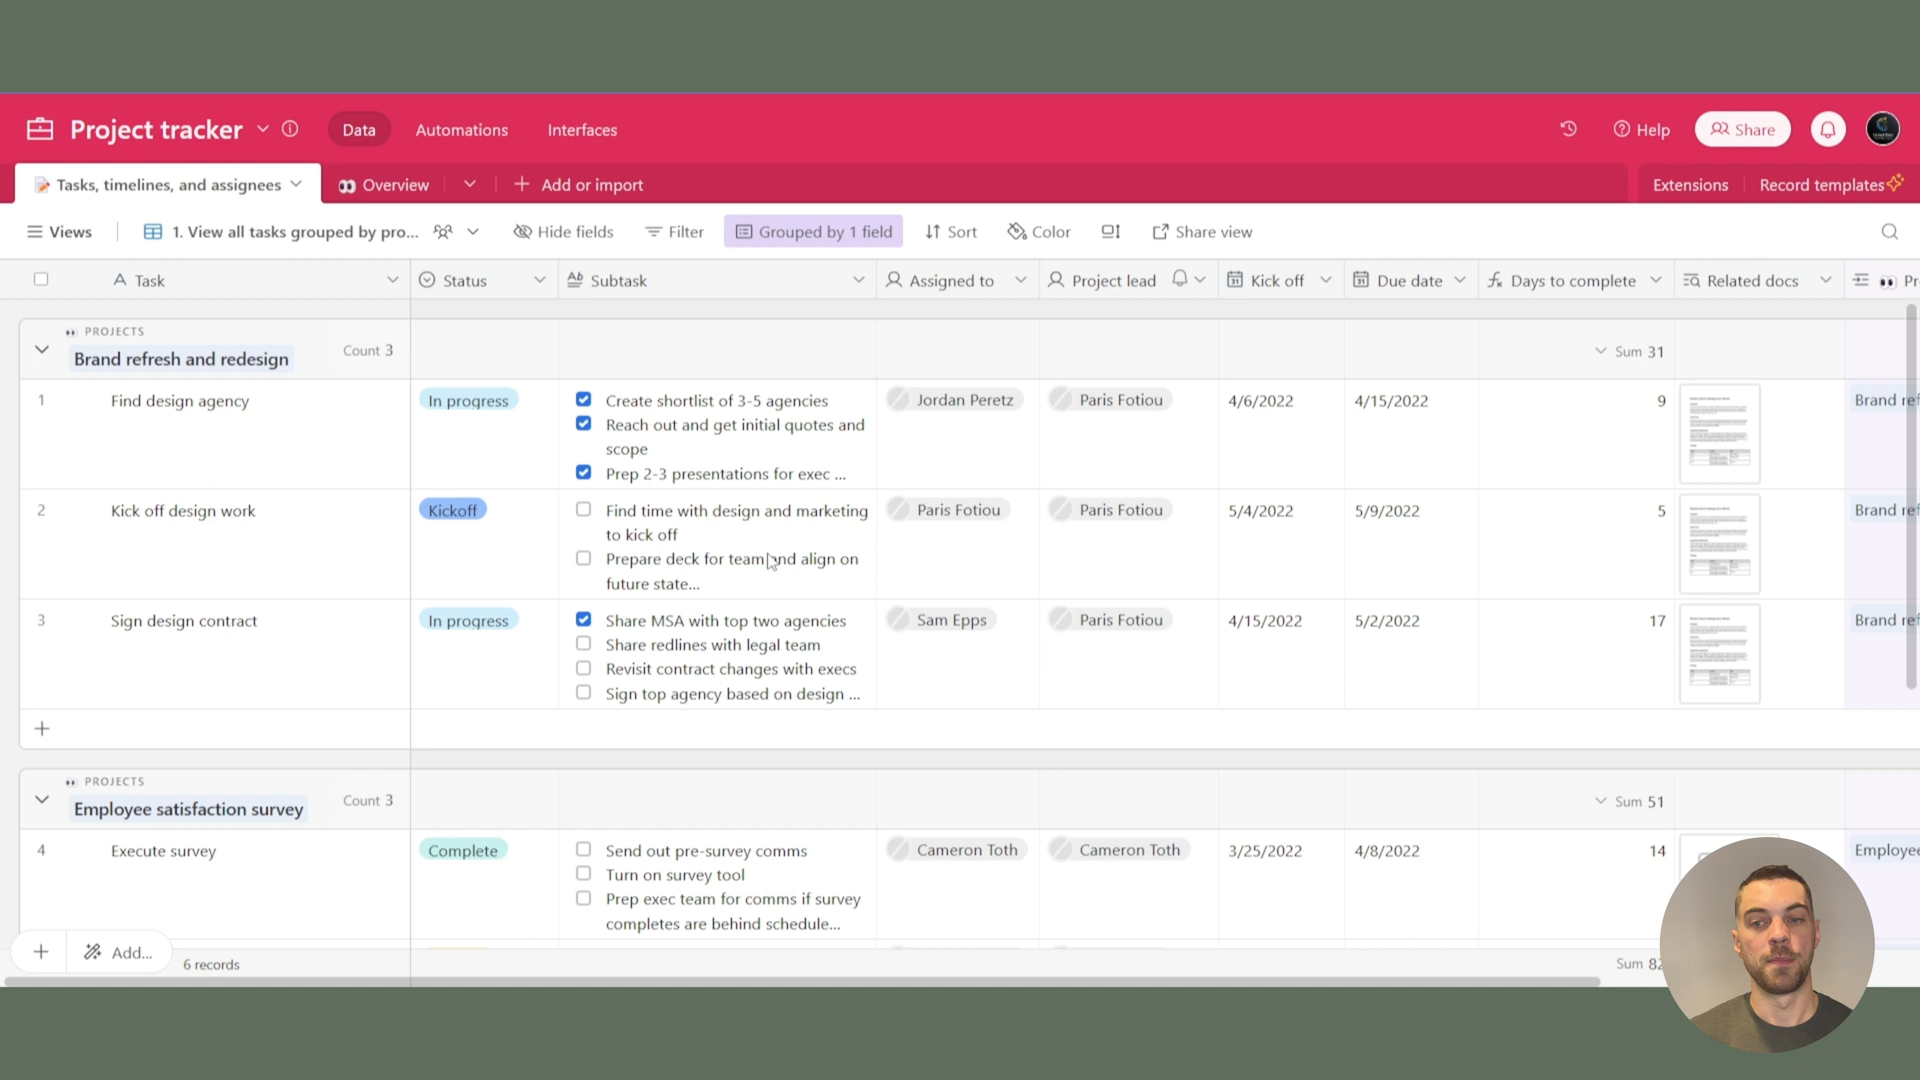 Project tracker
Data
Automations
Interfaces
Help
Share
Tasks, timelines, and assignees
Overview
Add or import
Extensions
Record templates
Views
1. View all tasks grouped by pro...
Hide fields
Filter
Grouped by 1 field
Sort
Color
Share view
Task
Status
Subtask
Assigned to
Project lead
Kick off
Due date
Days to complete
Related docs
Pr
PROJECTS
Brand refresh and redesign
Count 3
Sum 31
1
Find design agency
In progress
Create shortlist of 3-5 agencies
Reach out and get initial quotes and
scope
Prep 2-3 presentations for exec ...
Jordan Peretz
Paris Fotiou
4/6/2022
4/15/2022
9
Brand ref
2
Kick off design work
Kickoff
Find time with design and marketing
to kick off
Prepare deck for team and align on
future state...
Paris Fotiou
Paris Fotiou
5/4/2022
5/9/2022
5
Brand ref
3
Sign design contract
In progress
Share MSA with top two agencies
Share redlines with legal team
Revisit contract changes with execs
Sign top agency based on design ...
Sam Epps
Paris Fotiou
4/15/2022
5/2/2022
17
Brand ref
PROJECTS
Employee satisfaction survey
Count 3
Sum 51
4
Execute survey
Complete
Send out pre-survey comms
Turn on survey tool
Prep exec team for comms if survey
completes are behind schedule...
Cameron Toth
Cameron Toth
3/25/2022
4/8/2022
14
Employee
Add...
6 records
Sum 82